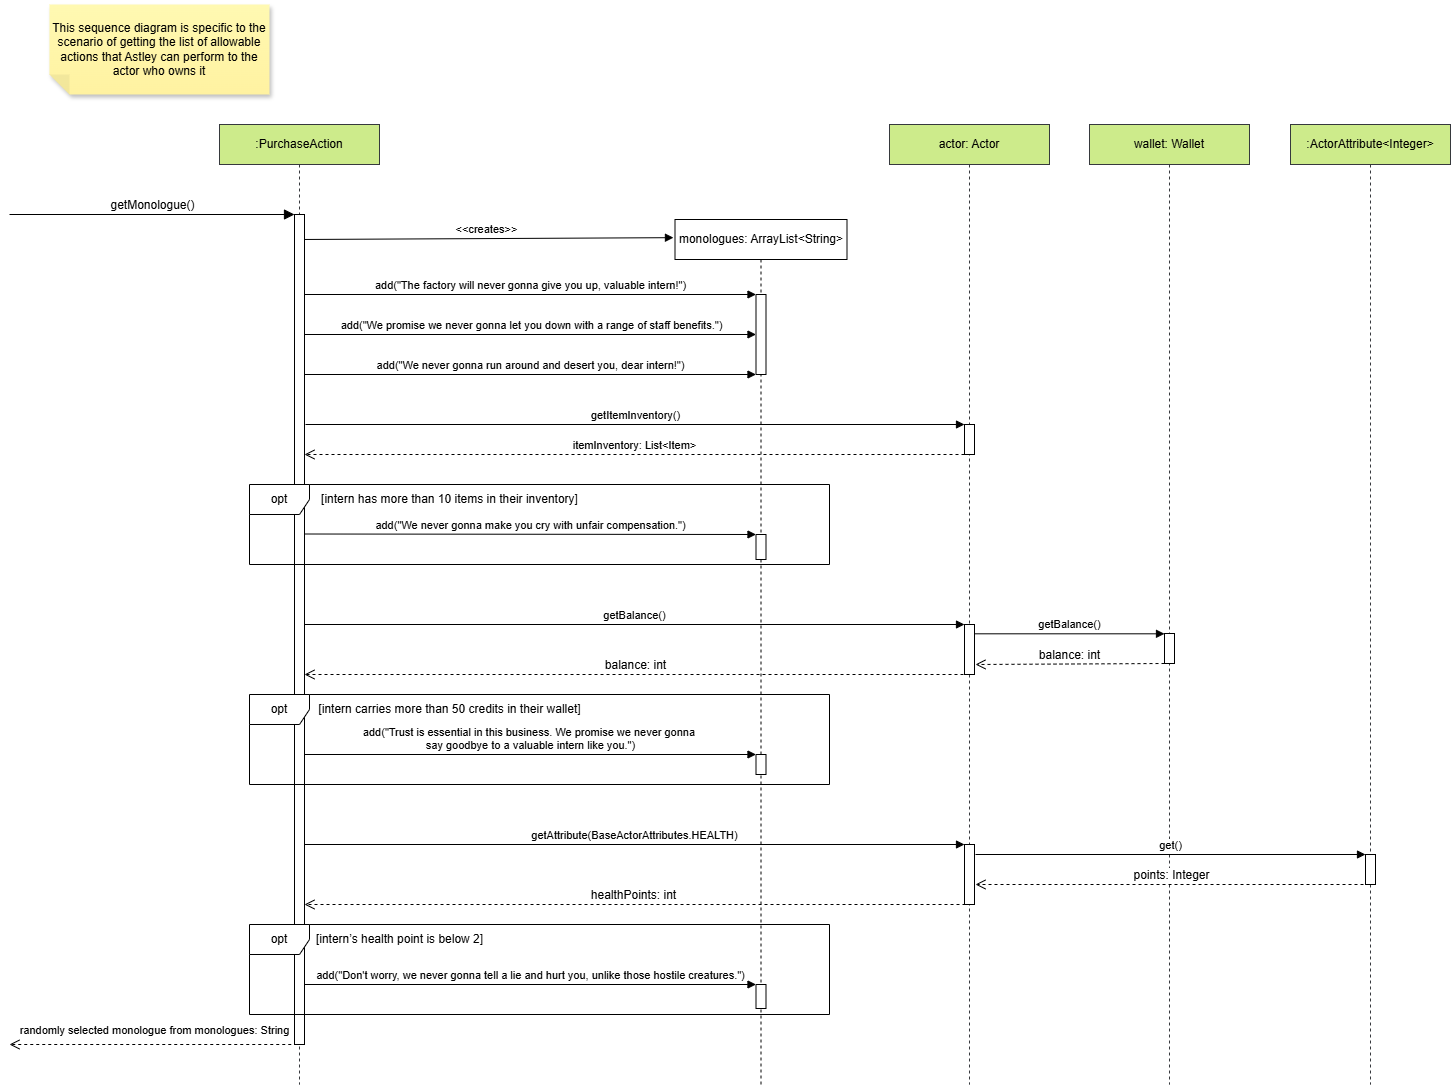 This sequence diagram is specific to the
scenario of getting the list of allowable
actions that Astley can perform to the
actor who owns it
:PurchaseAction
actor: Actor
wallet: Wallet
:ActorAttribute<Integer>
getMonologue()
<<creates>>
monologues: ArrayList<String>
add("The factory will never gonna give you up, valuable intern!")
add("We promise we never gonna let you down with a range of staff benefits.")
add("We never gonna run around and desert you, dear intern!")
getItemInventory()
itemInventory: List<Item>
opt
[intern has more than 10 items in their inventory]
add("We never gonna make you cry with unfair compensation.")
getBalance()
getBalance()
balance: int
balance: int
opt
[intern carries more than 50 credits in their wallet]
add("Trust is essential in this business. We promise we never gonna
say goodbye to a valuable intern like you.")
getAttribute(BaseActorAttributes.HEALTH)
get()
points: Integer
healthPoints: int
opt
[intern's health point is below 2]
add("Don't worry, we never gonna tell a lie and hurt you, unlike those hostile creatures.")
randomly selected monologue from monologues: String